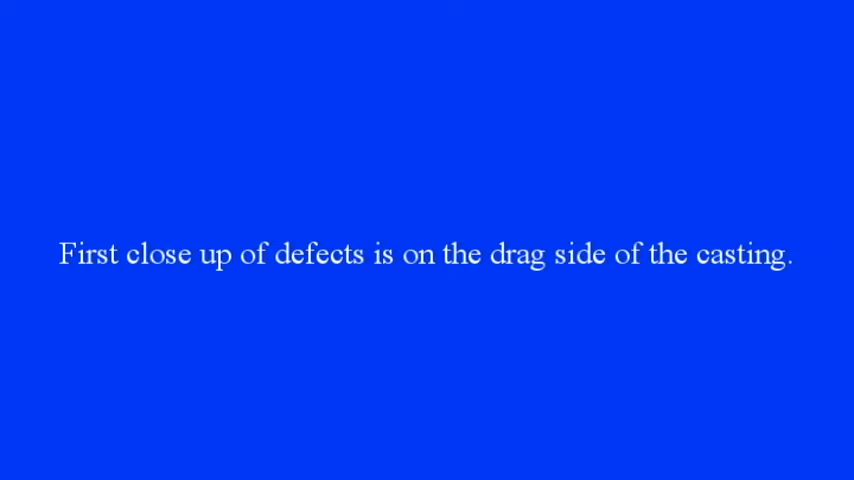 First close up of defects is on the drag side of the casting.